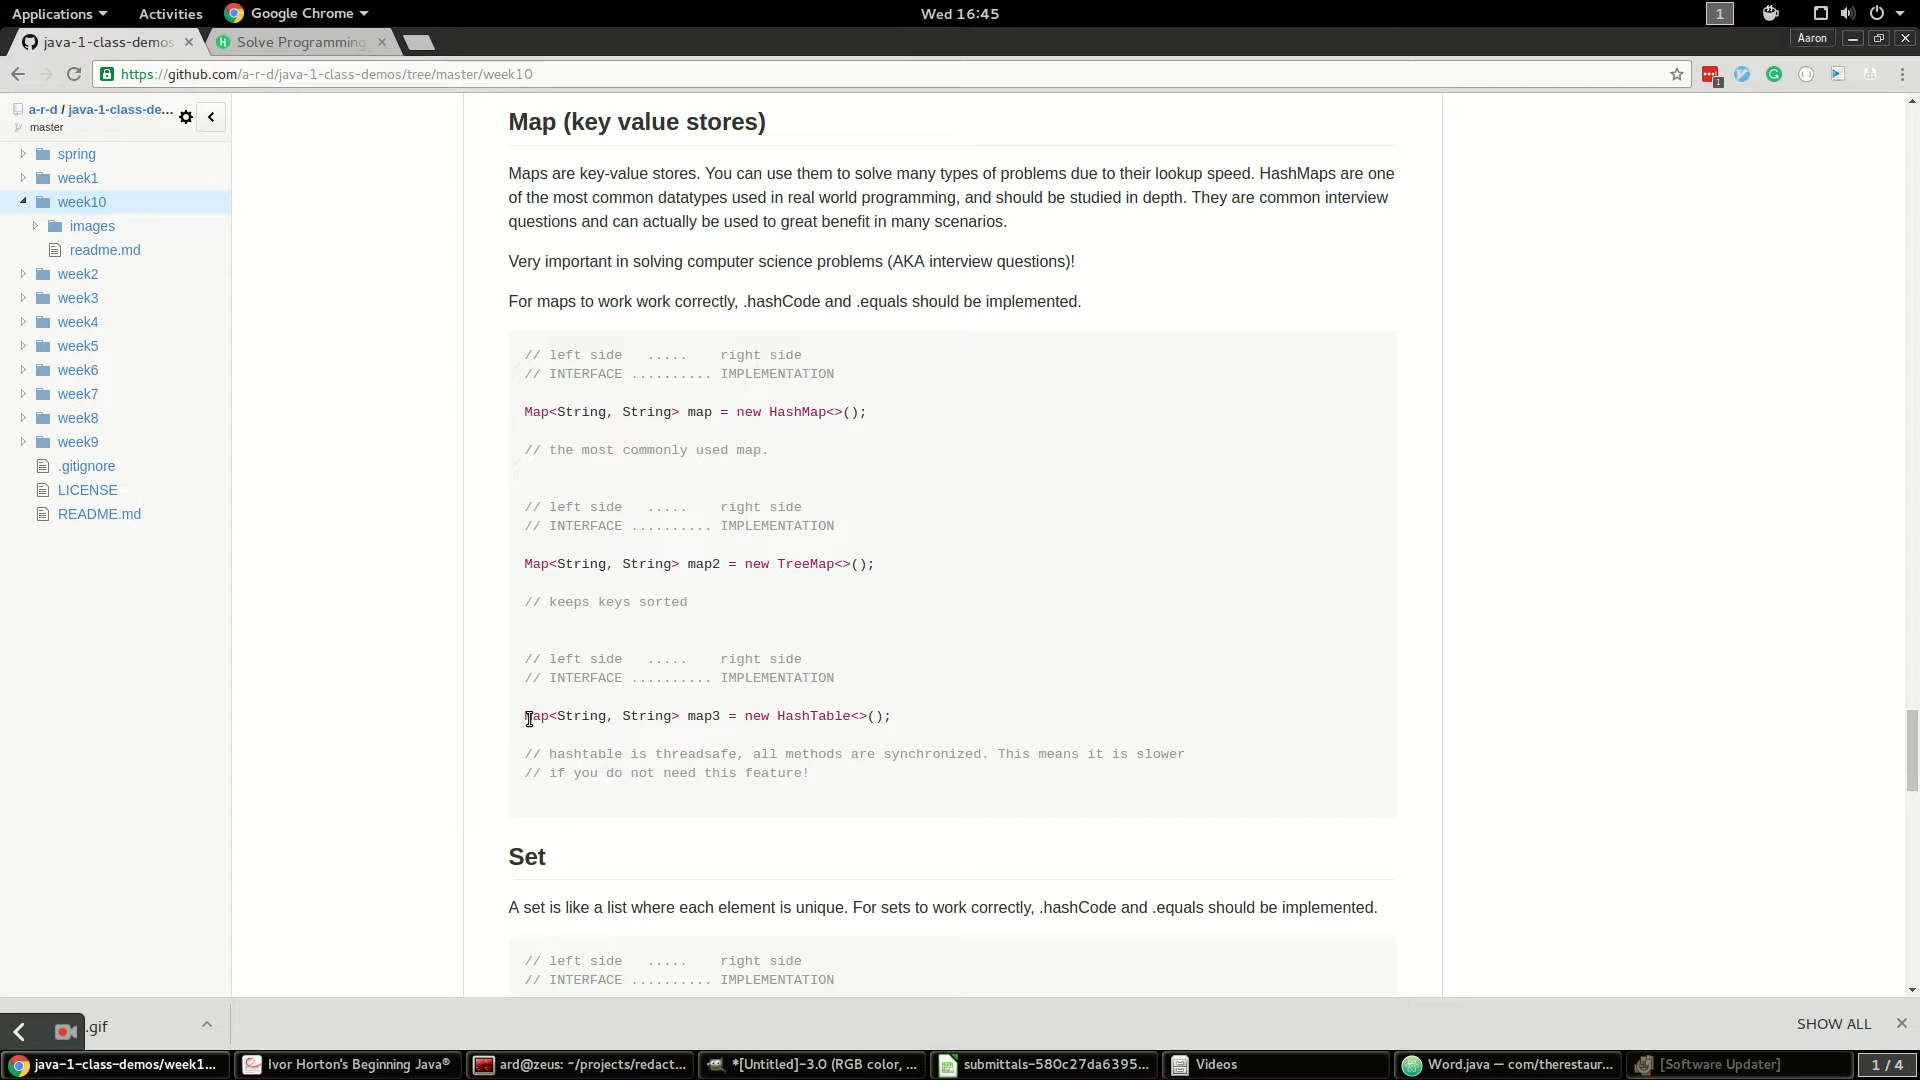 Applications
Activities
Google Chrome
Wed 16:45
1
java-1-class-demos
Solve Programming
Aaron
https://github.com/a-r-d/java-1-class-demos/tree/master/week10
1
a-r-d / java-1-class-de...
master
spring
week1
week10
images
readme.md
week2
week3
week4
week5
week6
week7
week8
week9
.gitignore
LICENSE
README.md
Map (key value stores)
Maps are key-value stores. You can use them to solve many types of problems due to their lookup speed. HashMaps are one
of the most common datatypes used in real world programming, and should be studied in depth. They are common interview
questions and can actually be used to great benefit in many scenarios.
Very important in solving computer science problems (AKA interview questions)!
For maps to work work correctly, .hashCode and .equals should be implemented.
// left side ..... right side
// INTERFACE .......... IMPLEMENTATION
Map<String, String> map = new HashMap<>();
// the most commonly used map.
// left side ..... right side
// INTERFACE .......... IMPLEMENTATION
Map<String, String> map2 = new TreeMap<>();
// keeps keys sorted
// left side ..... right side
// INTERFACE .......... IMPLEMENTATION
Map<String, String> map3 = new HashTable<>();
// hashtable is threadsafe, all methods are synchronized. This means it is slower
// if you do not need this feature!
Set
A set is like a list where each element is unique. For sets to work correctly, .hashCode and .equals should be implemented.
// left side ..... right side
// INTERFACE .......... IMPLEMENTATION
.gif
SHOW ALL
java-1-class-demos/week1...
Ivor Horton's Beginning Java®
ard@zeus: ~/projects/redact...
*[Untitled]-3.0 (RGB color, ...
submittals-580c27da6395...
Videos
Word.java — com/therestaur...
[Software Updater]
1 / 4